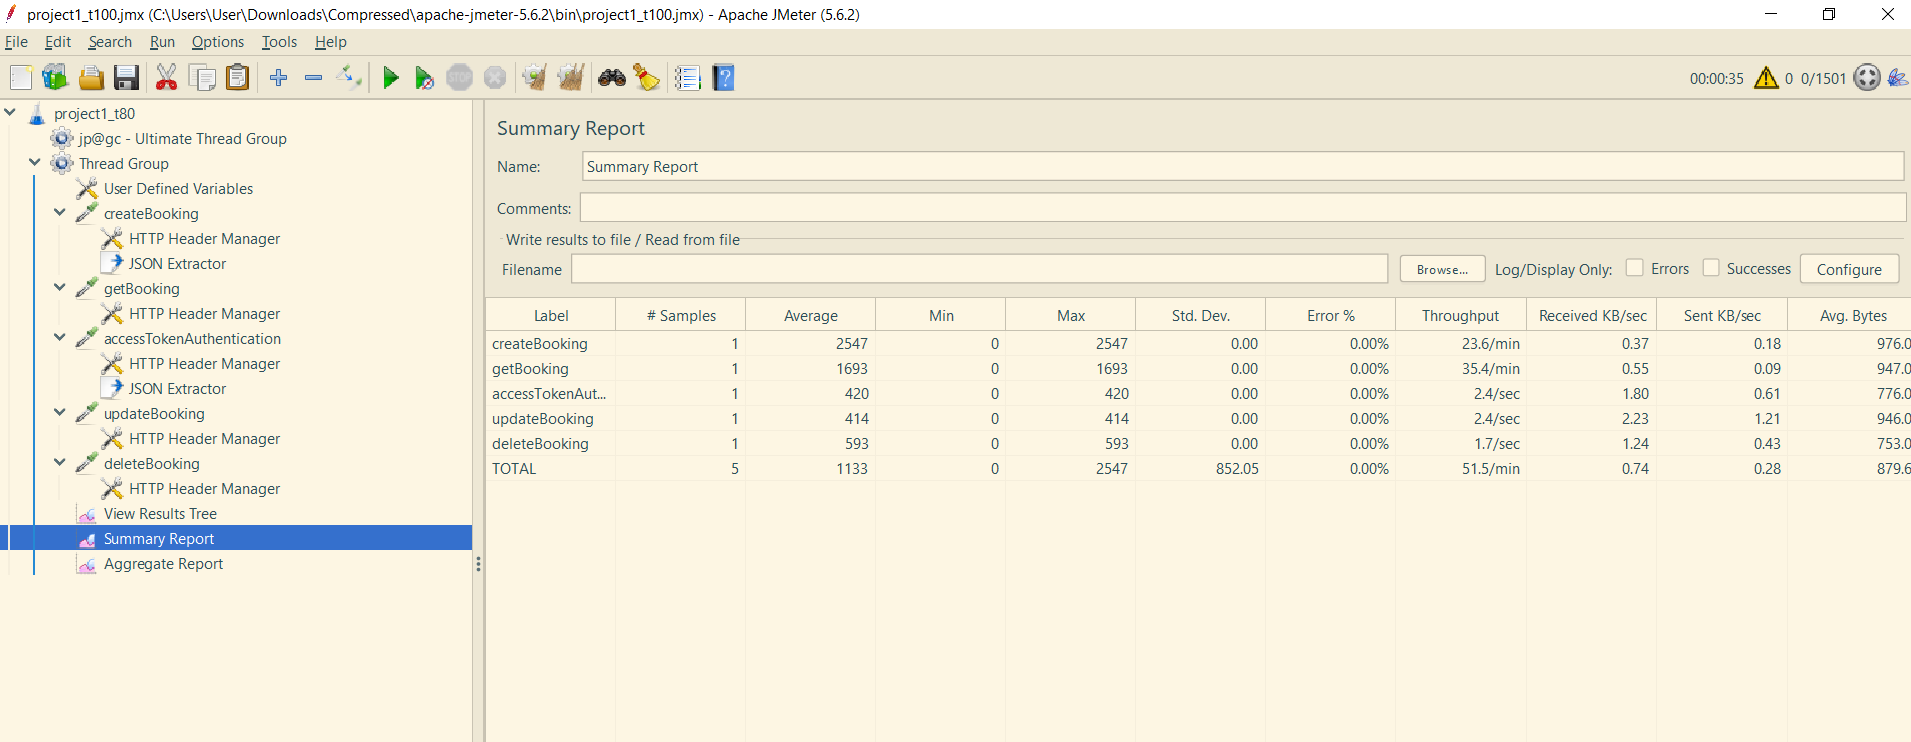 project1_t100.jmx (C:\Users\User\Downloads\Compressed\apache-jmeter-5.6.2\bin\project1_t100.jmx) - Apache JMeter (5.6.2)
File Edit Search Run Options Tools Help
STOP
00:00:35 0 0/1501
project1_t80
jp@gc - Ultimate Thread Group
Thread Group
User Defined Variables
createBooking
HTTP Header Manager
JSON Extractor
getBooking
HTTP Header Manager
accessTokenAuthentication
HTTP Header Manager
JSON Extractor
updateBooking
HTTP Header Manager
deleteBooking
HTTP Header Manager
View Results Tree
Summary Report
Aggregate Report
Summary Report
Name: Summary Report
Comments:
Write results to file / Read from file
Filename Browse... Log/Display Only: Errors Successes Configure
Label # Samples Average Min Max Std. Dev. Error % Throughput Received KB/sec Sent KB/sec Avg. Bytes
createBooking 1 2547 0 2547 0.00 0.00% 23.6/min 0.37 0.18 976.0
getBooking 1 1693 0 1693 0.00 0.00% 35.4/min 0.55 0.09 947.0
accessTokenAut... 1 420 0 420 0.00 0.00% 2.4/sec 1.80 0.61 776.0
updateBooking 1 414 0 414 0.00 0.00% 2.4/sec 2.23 1.21 946.0
deleteBooking 1 593 0 593 0.00 0.00% 1.7/sec 1.24 0.43 753.0
TOTAL 5 1133 0 2547 852.05 0.00% 51.5/min 0.74 0.28 879.6